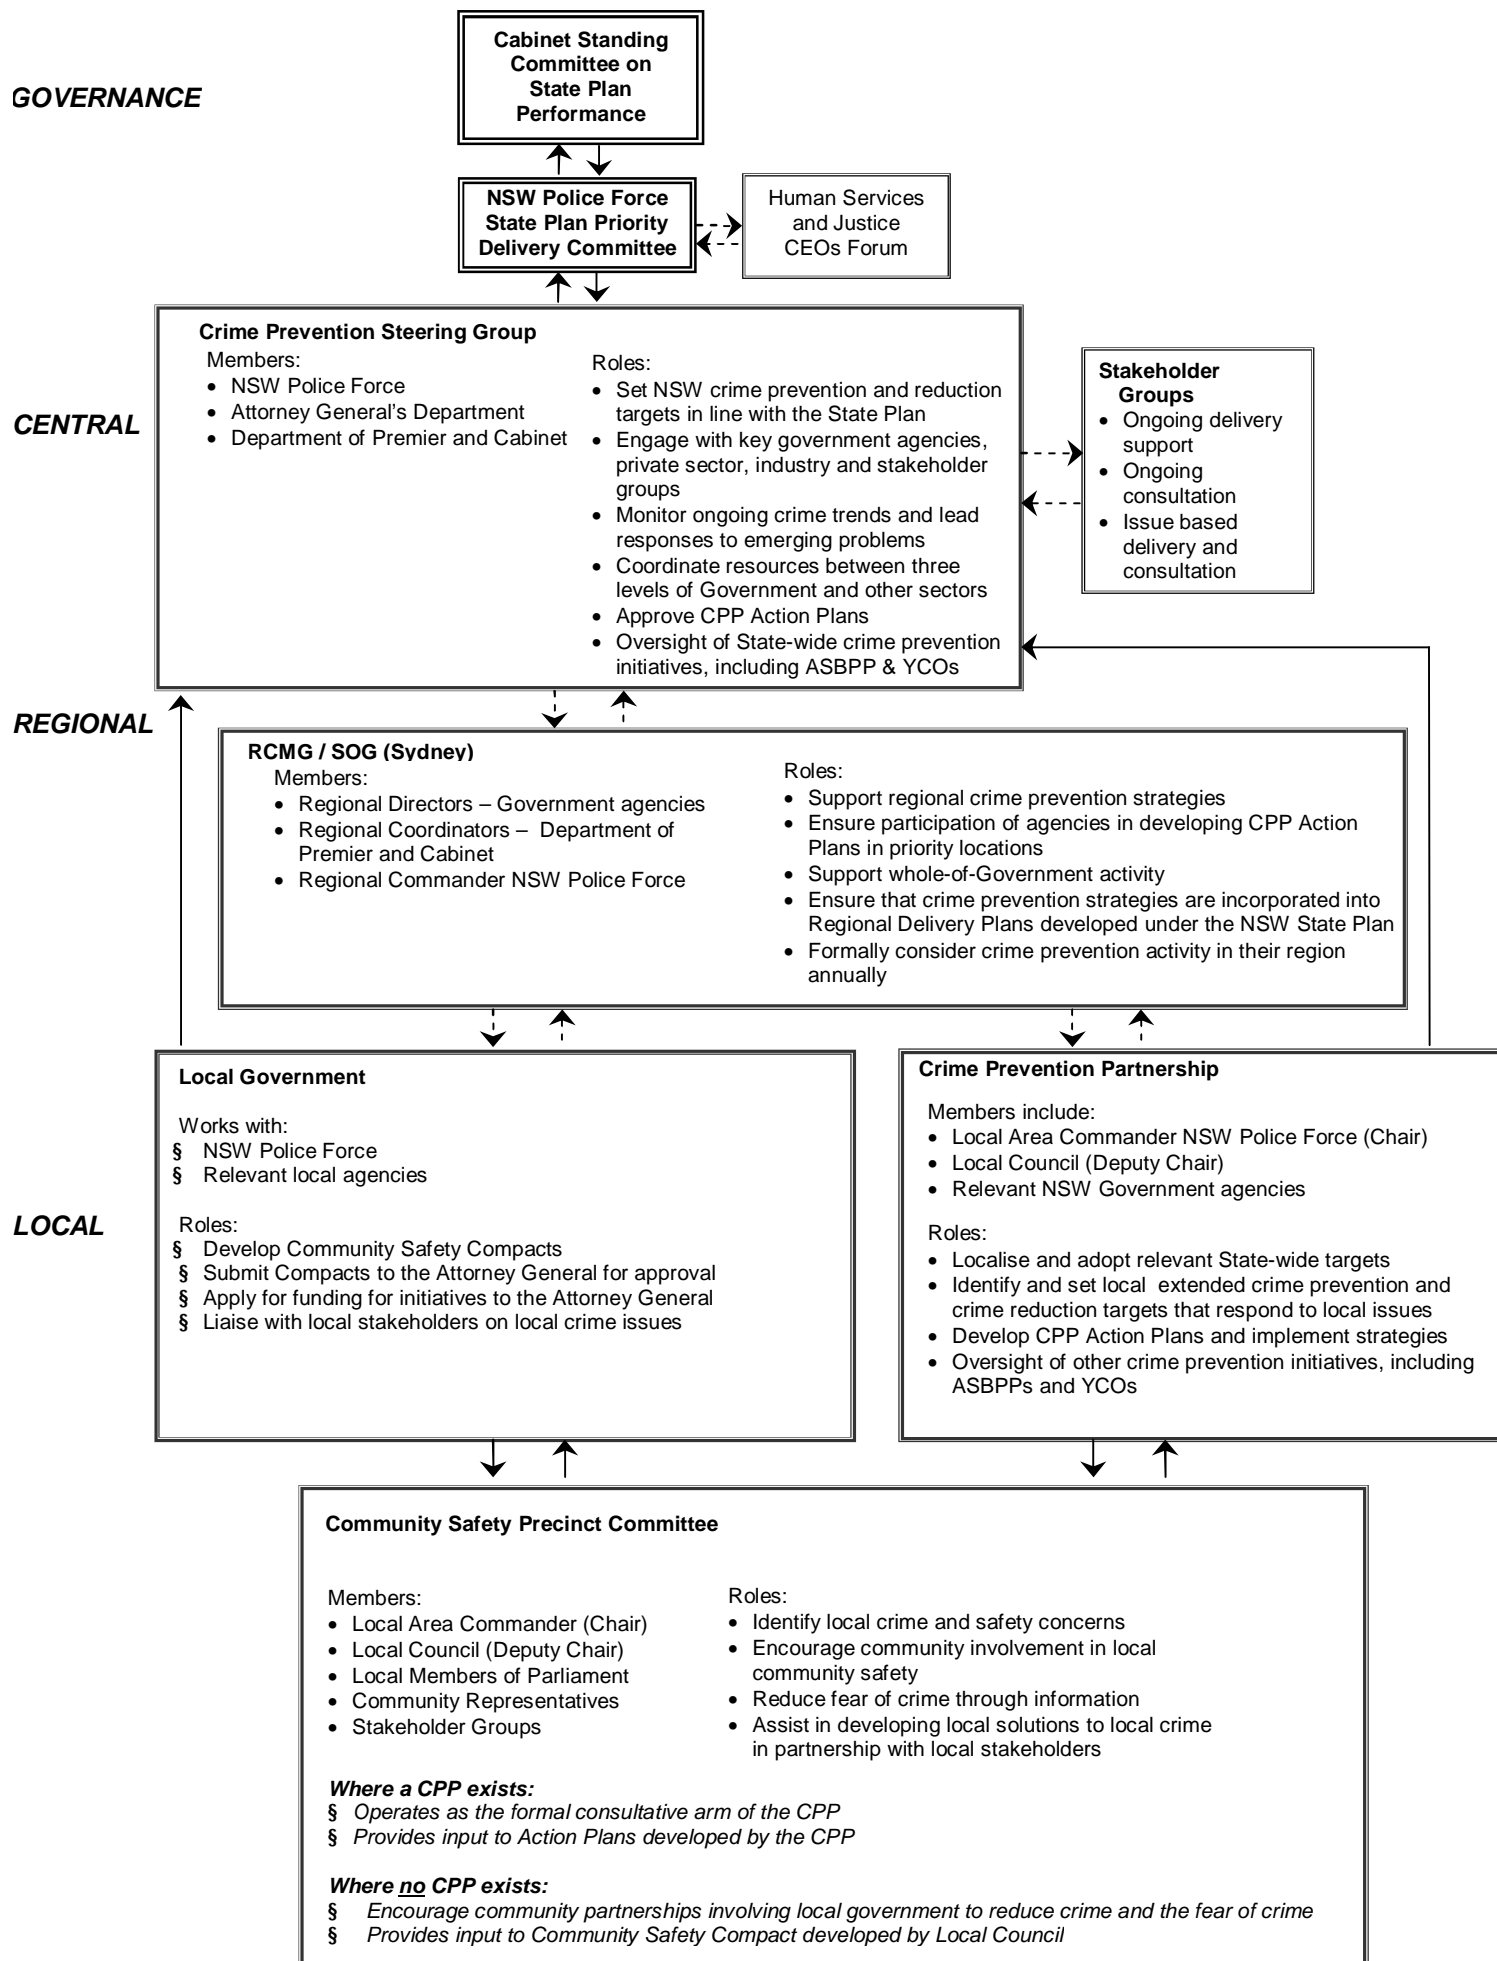 GOVERNANCE
Cabinet Standing
Committee on
State Plan
Performance
NSW Police Force
State Plan Priority
Delivery Committee
Human Services
and Justice
CEOs Forum
CENTRAL
Crime Prevention Steering Group
Members:
• NSW Police Force
• Attorney General's Department
• Department of Premier and Cabinet
Roles:
• Set NSW crime prevention and reduction
targets in line with the State Plan
• Engage with key government agencies,
private sector, industry and stakeholder
groups
• Monitor ongoing crime trends and lead
responses to emerging problems
• Coordinate resources between three
levels of Government and other sectors
• Approve CPP Action Plans
• Oversight of State-wide crime prevention
initiatives, including ASBPP & YCOs
Stakeholder
Groups
• Ongoing delivery
support
• Ongoing
consultation
• Issue based
delivery and
consultation
REGIONAL
RCMG / SOG (Sydney)
Members:
• Regional Directors – Government agencies
• Regional Coordinators – Department of
Premier and Cabinet
• Regional Commander NSW Police Force
Roles:
• Support regional crime prevention strategies
• Ensure participation of agencies in developing CPP Action
Plans in priority locations
• Support whole-of-Government activity
• Ensure that crime prevention strategies are incorporated into
Regional Delivery Plans developed under the NSW State Plan
• Formally consider crime prevention activity in their region
annually
LOCAL
Local Government
Works with:
§ NSW Police Force
§ Relevant local agencies
Roles:
§ Develop Community Safety Compacts
§ Submit Compacts to the Attorney General for approval
§ Apply for funding for initiatives to the Attorney General
§ Liaise with local stakeholders on local crime issues
Crime Prevention Partnership
Members include:
• Local Area Commander NSW Police Force (Chair)
• Local Council (Deputy Chair)
• Relevant NSW Government agencies
Roles:
• Localise and adopt relevant State-wide targets
• Identify and set local extended crime prevention and
crime reduction targets that respond to local issues
• Develop CPP Action Plans and implement strategies
• Oversight of other crime prevention initiatives, including
ASBPPs and YCOs
Community Safety Precinct Committee
Members:
• Local Area Commander (Chair)
• Local Council (Deputy Chair)
• Local Members of Parliament
• Community Representatives
• Stakeholder Groups
Roles:
• Identify local crime and safety concerns
• Encourage community involvement in local
community safety
• Reduce fear of crime through information
• Assist in developing local solutions to local crime
in partnership with local stakeholders
Where a CPP exists:
§ Operates as the formal consultative arm of the CPP
§ Provides input to Action Plans developed by the CPP
Where no CPP exists:
§ Encourage community partnerships involving local government to reduce crime and the fear of crime
§ Provides input to Community Safety Compact developed by Local Council